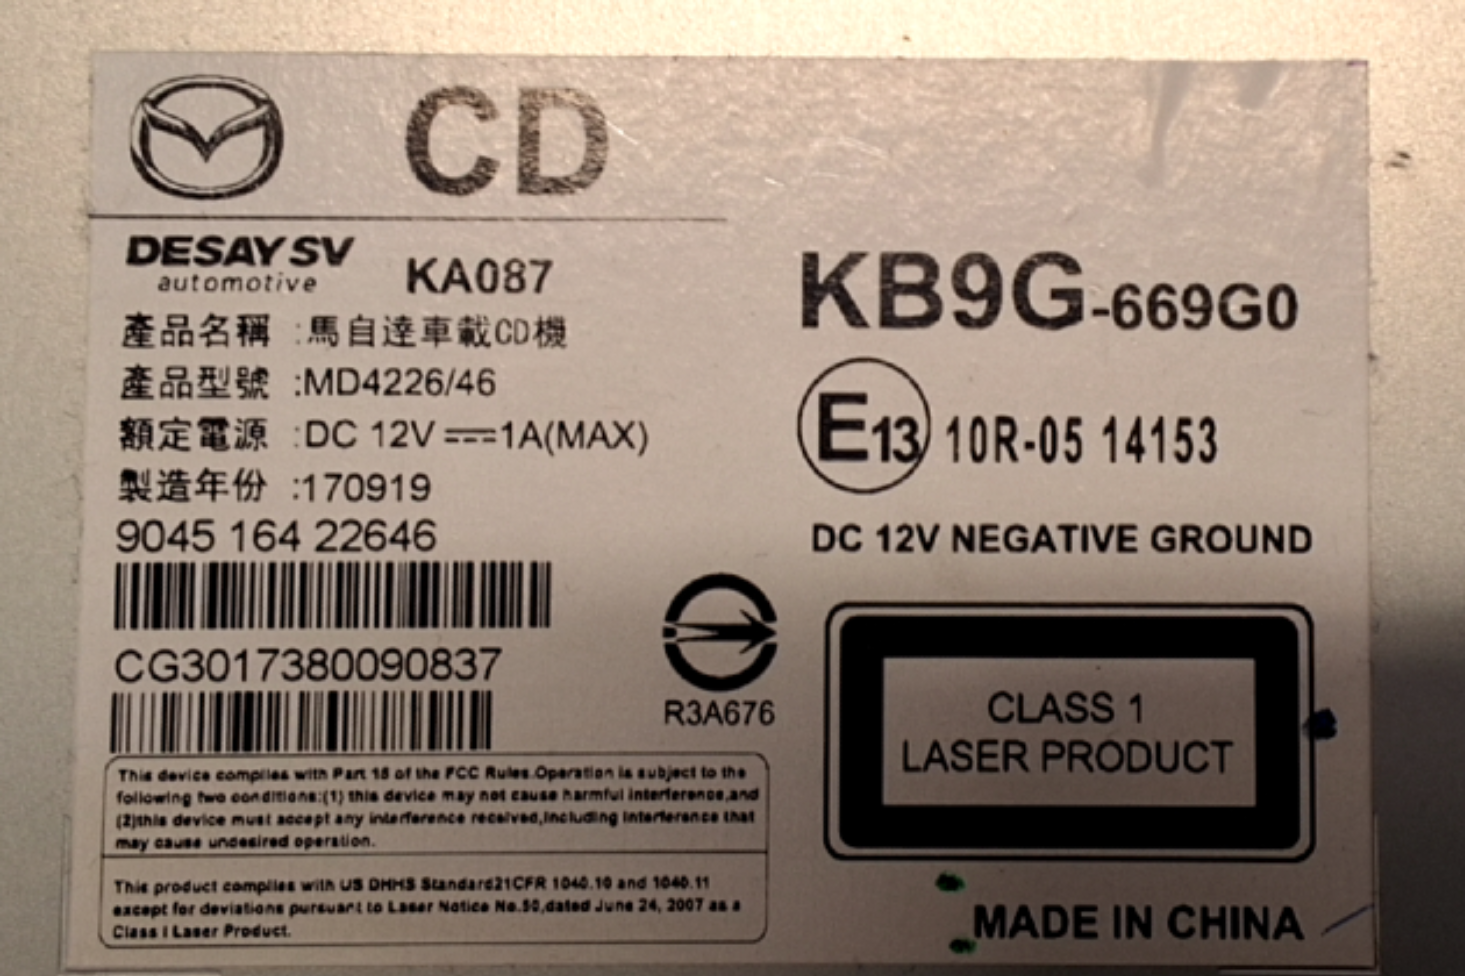 CD
DESAY SV
automotive
KA087
KB9G-669G0
產品名稱 :馬自達車載CD機
產品型號 :MD4226/46
額定電源 :DC 12V ⎓ 1A(MAX)
製造年份 :170919
9045 164 22646
CG3017380090837
E13 10R-05 14153
DC 12V NEGATIVE GROUND
R3A676
CLASS 1
LASER PRODUCT
This device complies with Part 15 of the FCC Rules.Operation is subject to the
following two conditions:(1) this device may not cause harmful interference,and
(2)this device must accept any interference received,including interference that
may cause undesired operation.
This product complies with US DHHS Standard21CFR 1040.10 and 1040.11
except for deviations pursuant to Laser Notice No.50,dated June 24, 2007 as a
Class I Laser Product.
MADE IN CHINA